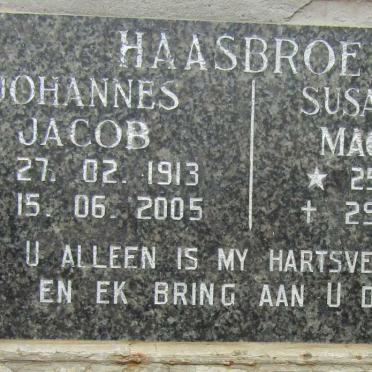 HAASBROE
JOHANNES SUSA
JACOB MA
27. 02. 1913 ★ 25
15. 06. 2005 + 29
U ALLEEN IS MY HARTSVE
EN EK BRING AAN U